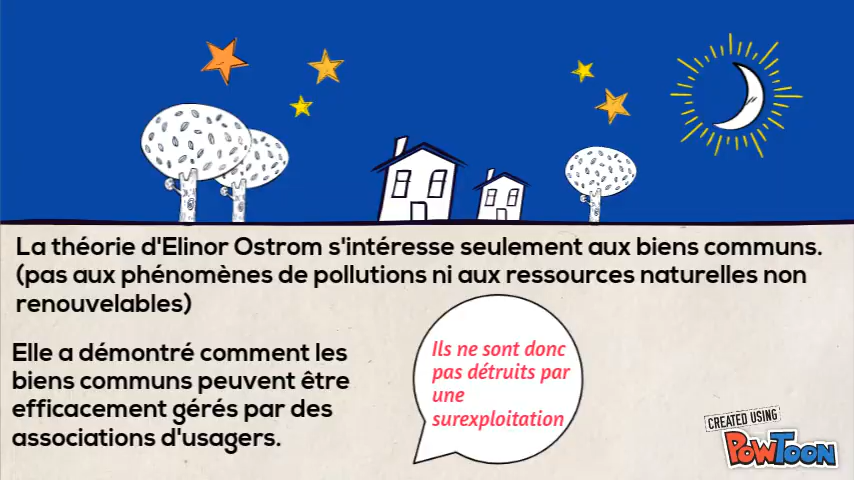 La théorie d'Elinor Ostrom s'intéresse seulement aux biens communs.
(pas aux phénomènes de pollutions ni aux ressources naturelles non
renouvelables)
Elle a démontré comment les
biens communs peuvent être
efficacement gérés par des
associations d'usagers.
Ils ne sont donc
pas détruits par
une
surexploitation
CREATED USING
POWTOON